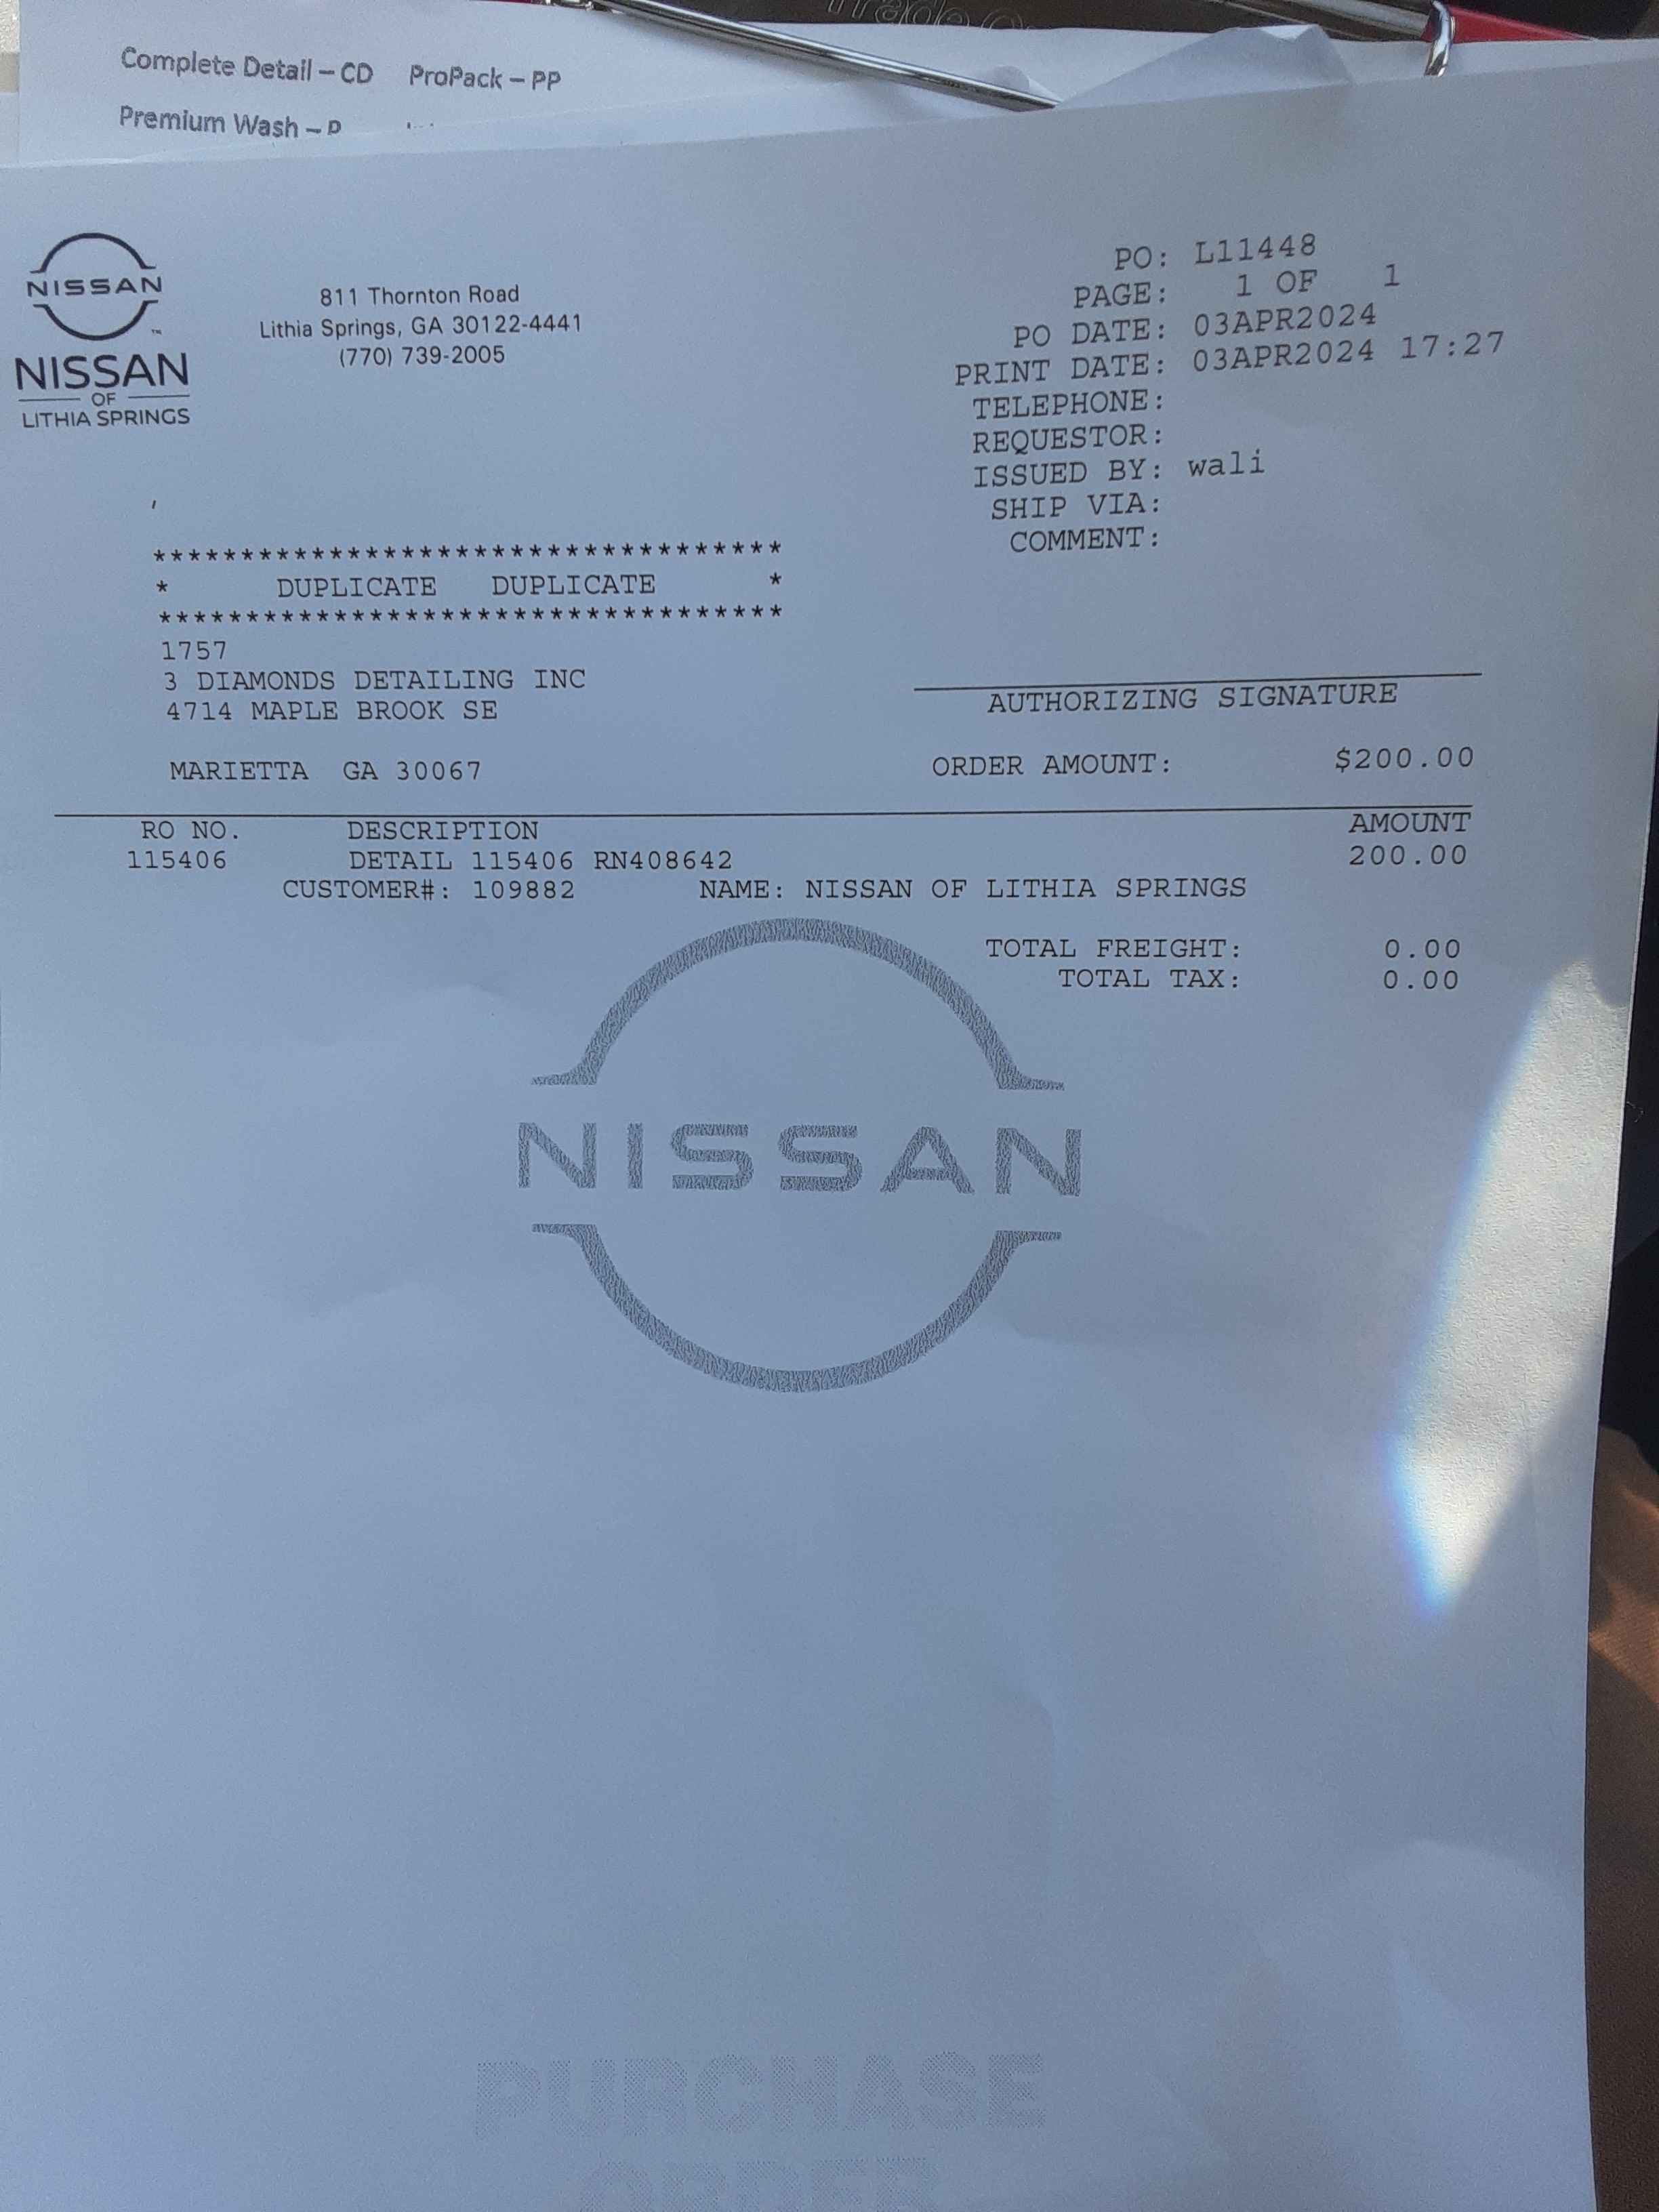 Complete Detail – CD ProPack – PP
Premium Wash – P
NISSAN
NISSAN
OF
LITHIA SPRINGS
811 Thornton Road
Lithia Springs, GA 30122-4441
(770) 739-2005
PO: L11448
PAGE: 1 OF 1
PO DATE: 03APR2024
PRINT DATE: 03APR2024 17:27
TELEPHONE:
REQUESTOR:
ISSUED BY: wali
SHIP VIA:
COMMENT:
***********************************
* DUPLICATE DUPLICATE *
***********************************
1757
3 DIAMONDS DETAILING INC
4714 MAPLE BROOK SE
MARIETTA GA 30067
AUTHORIZING SIGNATURE
ORDER AMOUNT: $200.00
RO NO. DESCRIPTION AMOUNT
115406 DETAIL 115406 RN408642 200.00
CUSTOMER#: 109882 NAME: NISSAN OF LITHIA SPRINGS
TOTAL FREIGHT: 0.00
TOTAL TAX: 0.00
NISSAN
PURCHASE
ORDER